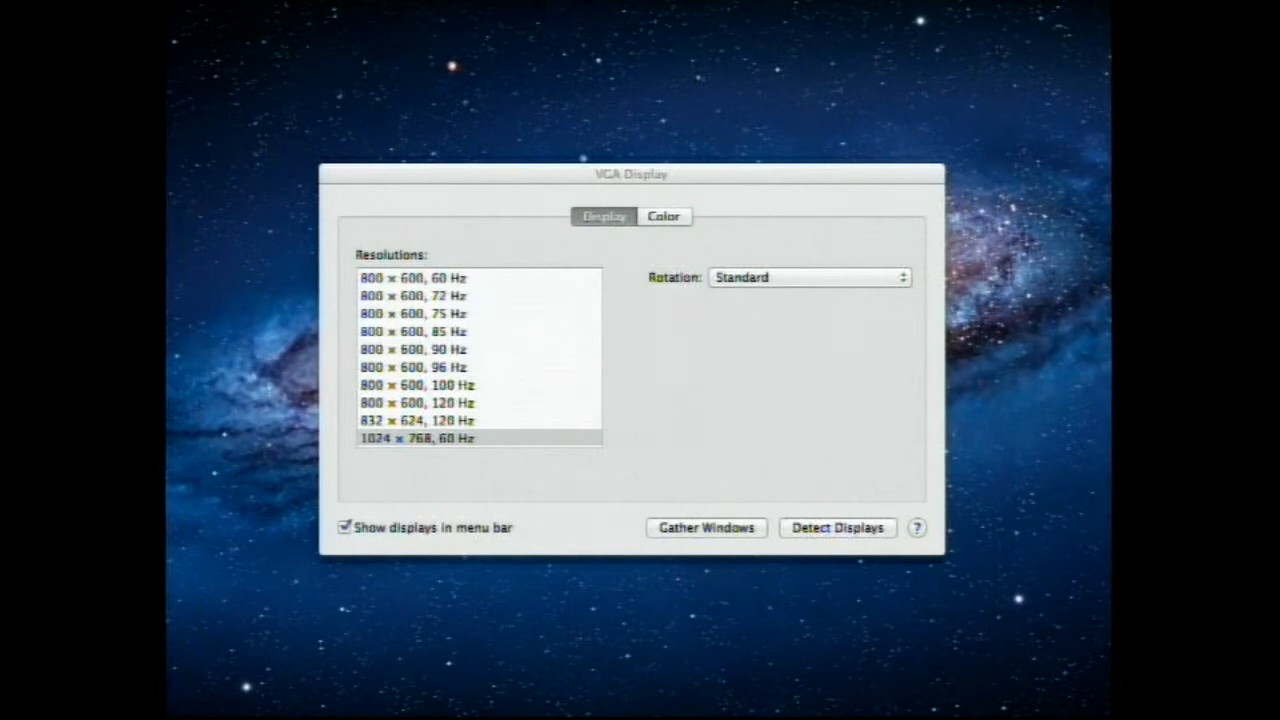 VGA Display
Display Color
Resolutions:
800 × 600, 60 Hz
800 × 600, 72 Hz
800 × 600, 75 Hz
800 × 600, 85 Hz
800 × 600, 90 Hz
800 × 600, 96 Hz
800 × 600, 100 Hz
800 × 600, 120 Hz
832 × 624, 120 Hz
1024 × 768, 60 Hz
Rotation: Standard
Show displays in menu bar
Gather Windows Detect Displays ?